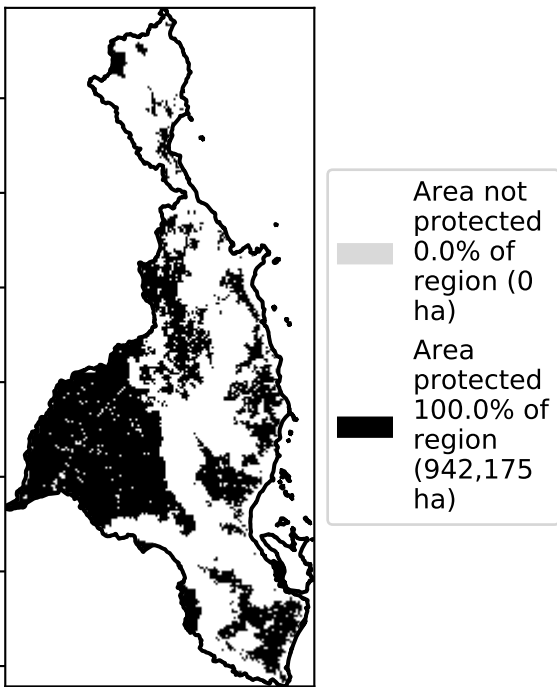 Area not
protected
0.0% of
region (0
ha)
Area
protected
100.0% of
region
(942,175
ha)